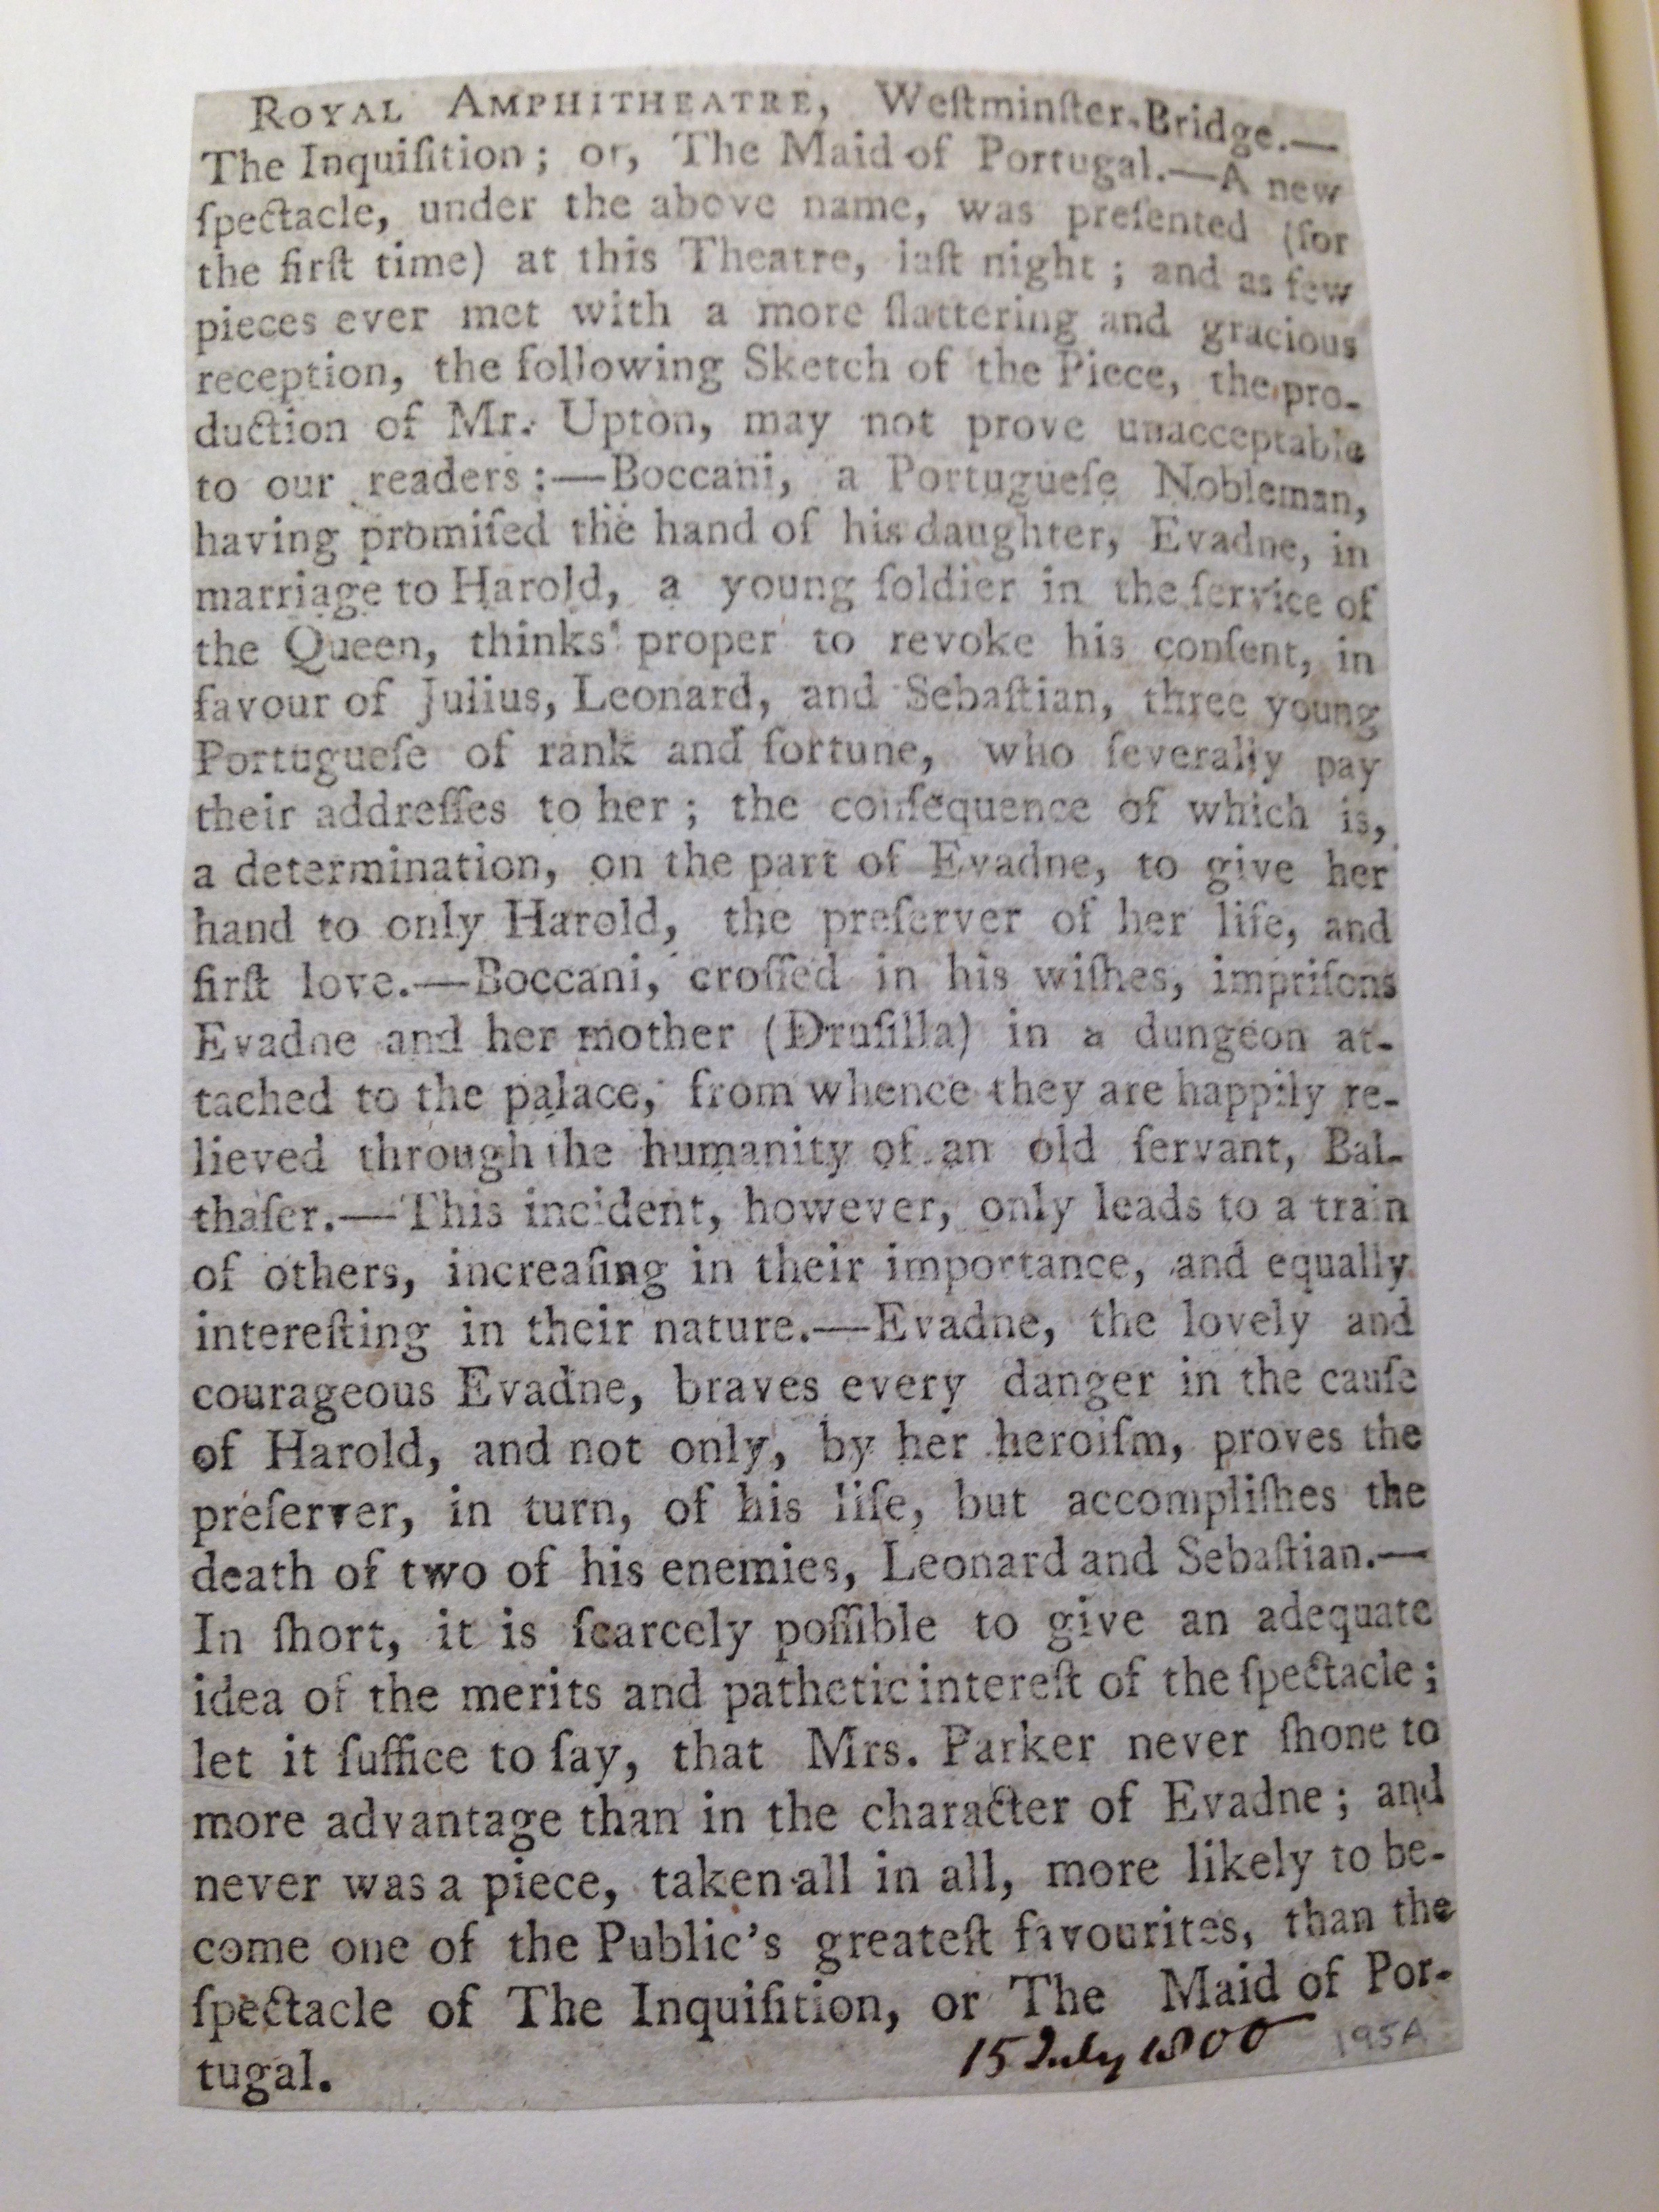 ROYAL AMPHITHEATRE, Weſtminſter-Bridge.—
The Inquiſition; or, The Maid of Portugal.—A new
ſpectacle, under the above name, was preſented (for
the firſt time) at this Theatre, laſt night; and as few
pieces ever met with a more flattering and gracious
reception, the following Sketch of the Piece, the pro-
duction of Mr. Upton, may not prove unacceptable
to our readers:—Boccani, a Portugueſe Nobleman,
having promiſed the hand of his daughter, Evadne, in
marriage to Harold, a young ſoldier in the ſervice of
the Queen, thinks proper to revoke his conſent, in
favour of Julius, Leonard, and Sebaſtian, three young
Portugueſe of rank and fortune, who ſeverally pay
their addreſſes to her; the conſequence of which is,
a determination, on the part of Evadne, to give her
hand to only Harold, the preſerver of her life, and
firſt love.—Boccani, croſſed in his wiſhes, impriſons
Evadne and her mother (Druſilla) in a dungeon at-
tached to the palace, from whence they are happily re-
lieved through the humanity of an old ſervant, Bal-
thaſer.—This incident, however, only leads to a train
of others, increaſing in their importance, and equally
intereſting in their nature.—Evadne, the lovely and
courageous Evadne, braves every danger in the cauſe
of Harold, and not only, by her heroiſm, proves the
preſerver, in turn, of his life, but accompliſhes the
death of two of his enemies, Leonard and Sebaſtian.—
In ſhort, it is ſcarcely poſſible to give an adequate
idea of the merits and pathetic intereſt of the ſpectacle;
let it ſuffice to ſay, that Mrs. Parker never ſhone to
more advantage than in the character of Evadne; and
never was a piece, taken all in all, more likely to be-
come one of the Public's greateſt favourites, than the
ſpectacle of The Inquiſition, or The Maid of Por-
tugal.
15 July 1800 195A